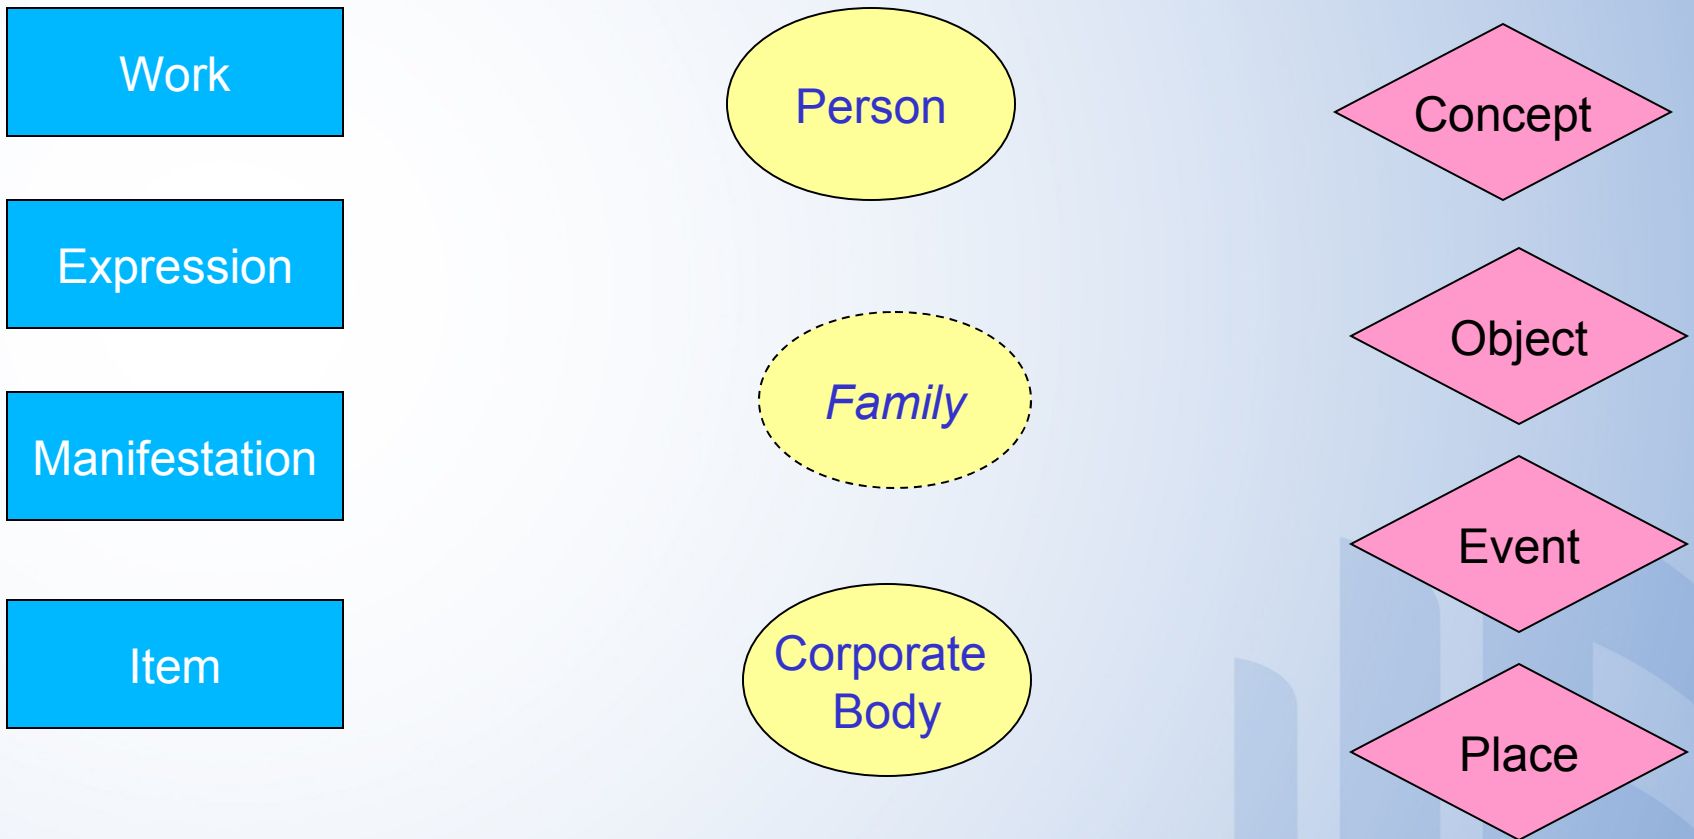 Work
Expression
Manifestation
Item
Person
Family
Corporate
Body
Concept
Object
Event
Place